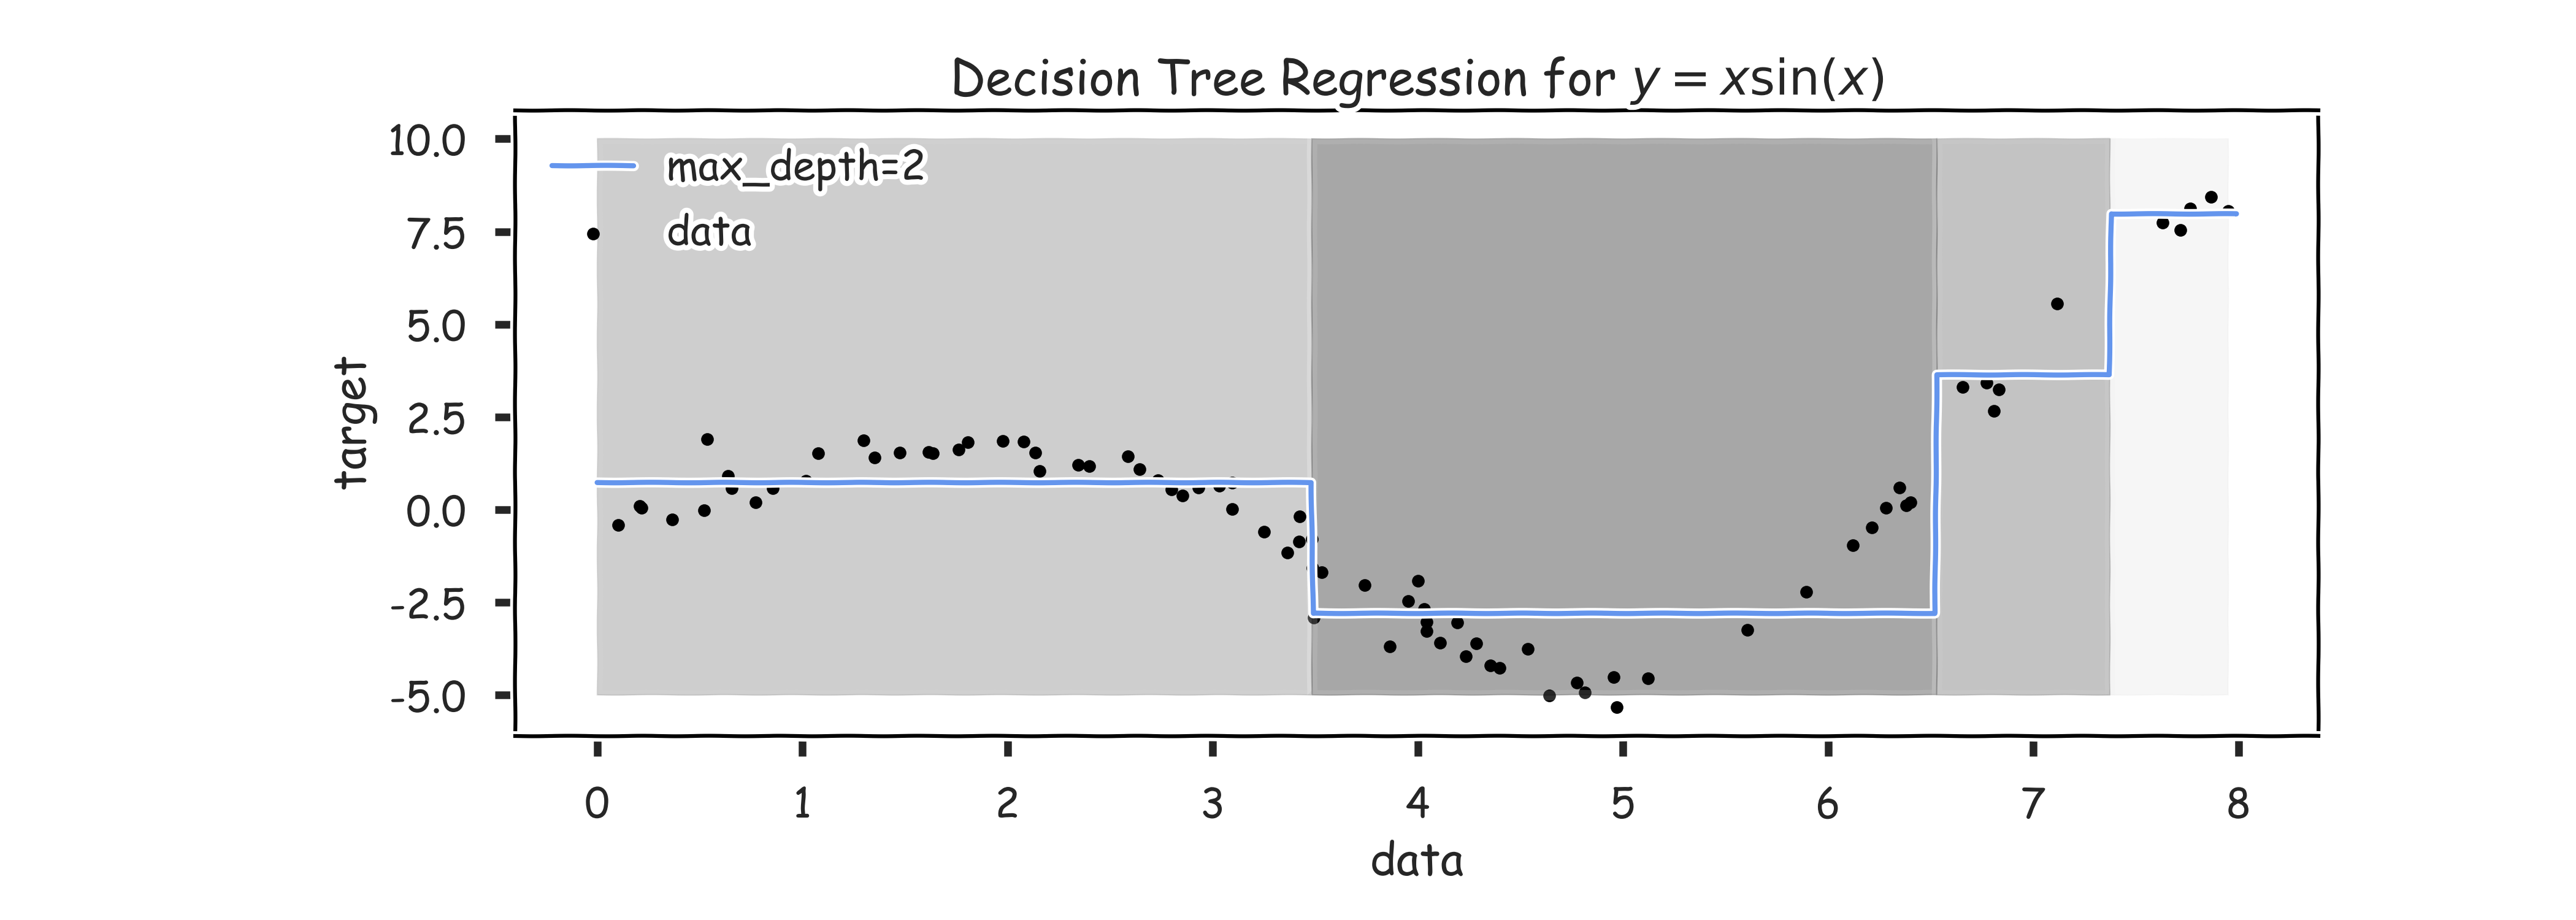 Decision Tree Regression for y = xsin(x)
max_depth=2
data
10.0
7.5
5.0
2.5
0.0
-2.5
-5.0
target
0 1 2 3 4 5 6 7 8
data